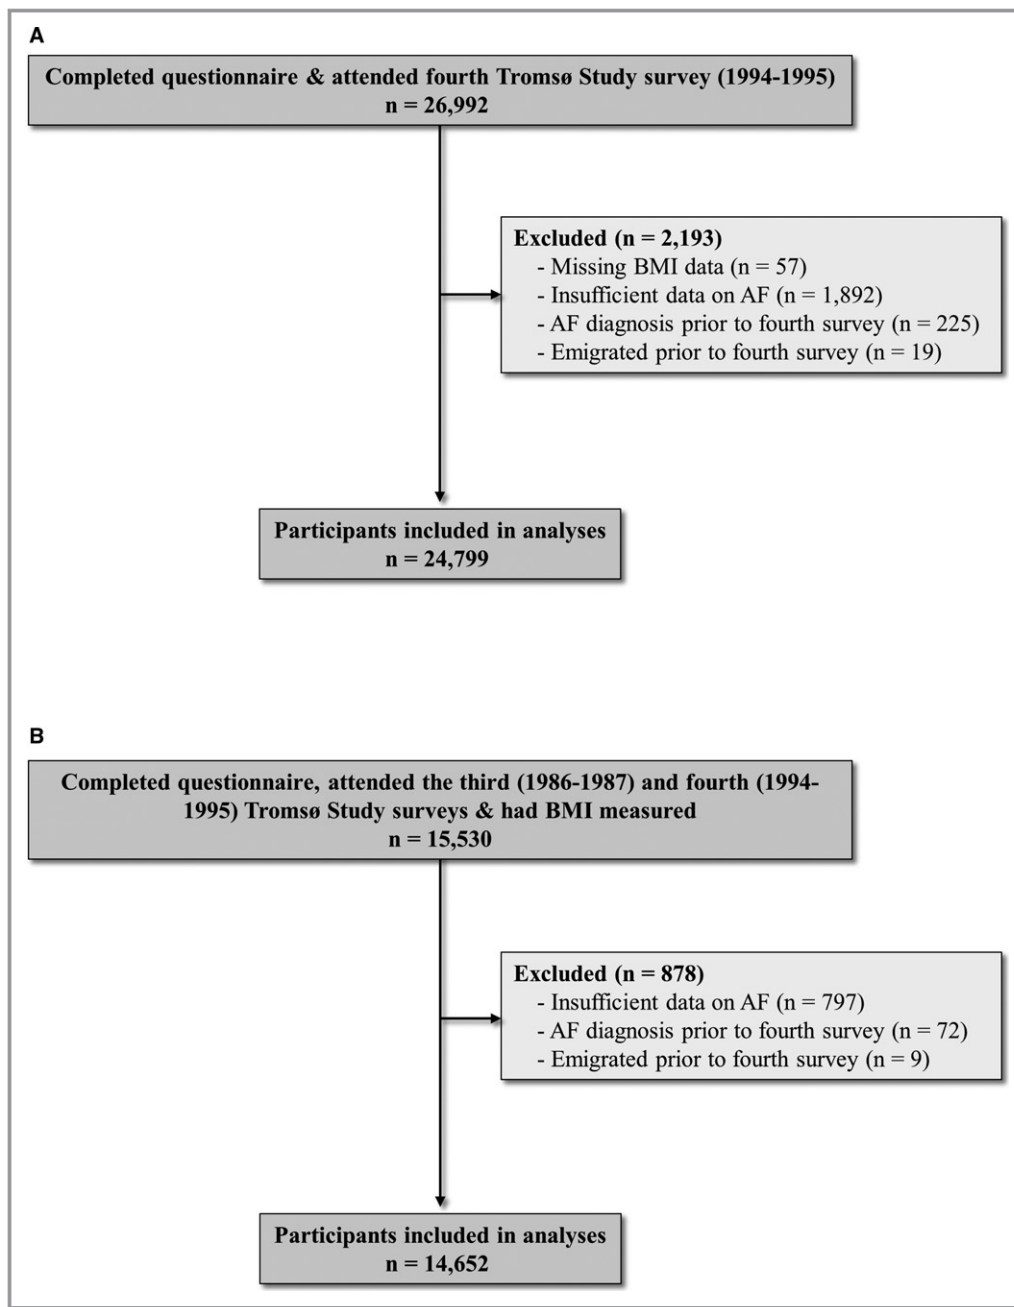 A
Completed questionnaire & attended fourth Tromsø Study survey (1994-1995)
n = 26,992
Excluded (n = 2,193)
- Missing BMI data (n = 57)
- Insufficient data on AF (n = 1,892)
- AF diagnosis prior to fourth survey (n = 225)
- Emigrated prior to fourth survey (n = 19)
Participants included in analyses
n = 24,799
B
Completed questionnaire, attended the third (1986-1987) and fourth (1994-
1995) Tromsø Study surveys & had BMI measured
n = 15,530
Excluded (n = 878)
- Insufficient data on AF (n = 797)
- AF diagnosis prior to fourth survey (n = 72)
- Emigrated prior to fourth survey (n = 9)
Participants included in analyses
n = 14,652